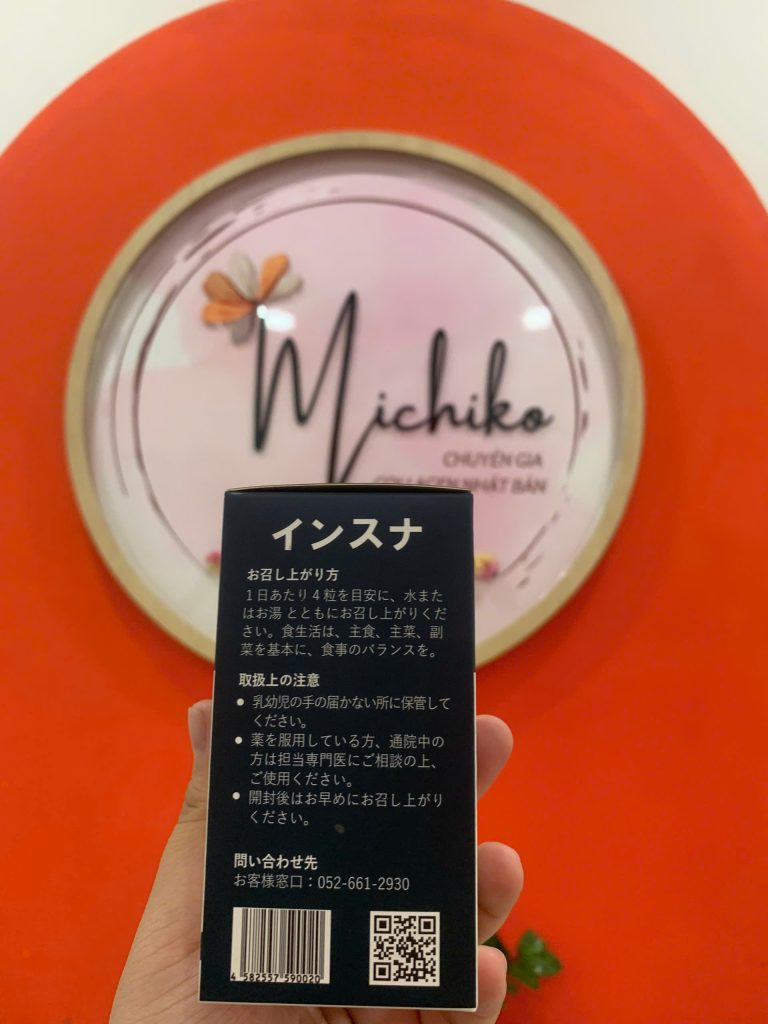 Michiko
CHUYÊN GIA
COLLAGEN NHẬT BẢN
インスナ
お召し上がり方
1日あたり4粒を目安に、水また
はお湯とともにお召し上がりくだ
さい。食生活は、主食、主菜、副
菜を基本に、食事のバランスを。
取扱上の注意
● 乳幼児の手の届かない所に保管して
ください。
● 薬を服用している方、通院中の
方は担当専門医にご相談の上、
ご使用ください。
● 開封後はお早めにお召し上がり
ください。
問い合わせ先
お客様窓口：052-661-2930
4 582557 590020